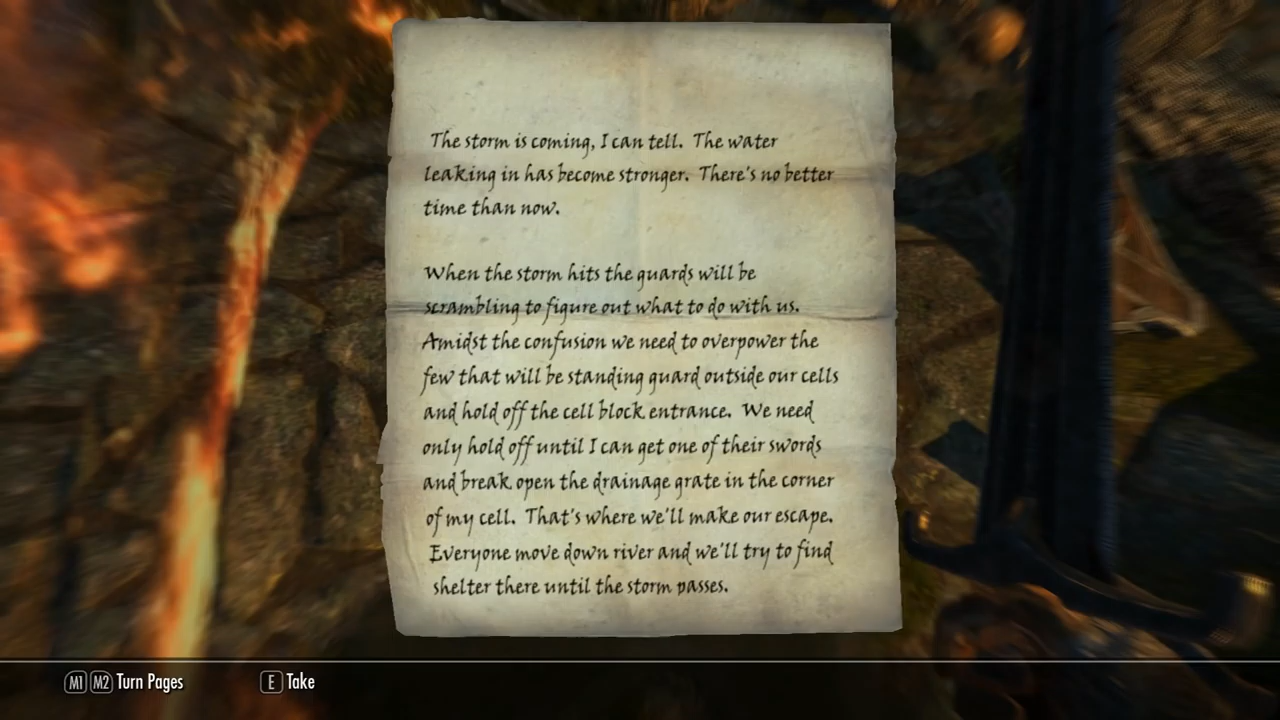 The storm is coming, I can tell. The water
leaking in has become stronger. There's no better
time than now.
When the storm hits the guards will be
scrambling to figure out what to do with us.
Amidst the confusion we need to overpower the
few that will be standing guard outside our cells
and hold off the cell block entrance. We need
only hold off until I can get one of their swords
and break open the drainage grate in the corner
of my cell. That's where we'll make our escape.
Everyone move down river and we'll try to find
shelter there until the storm passes.
M1 M2 Turn Pages E Take